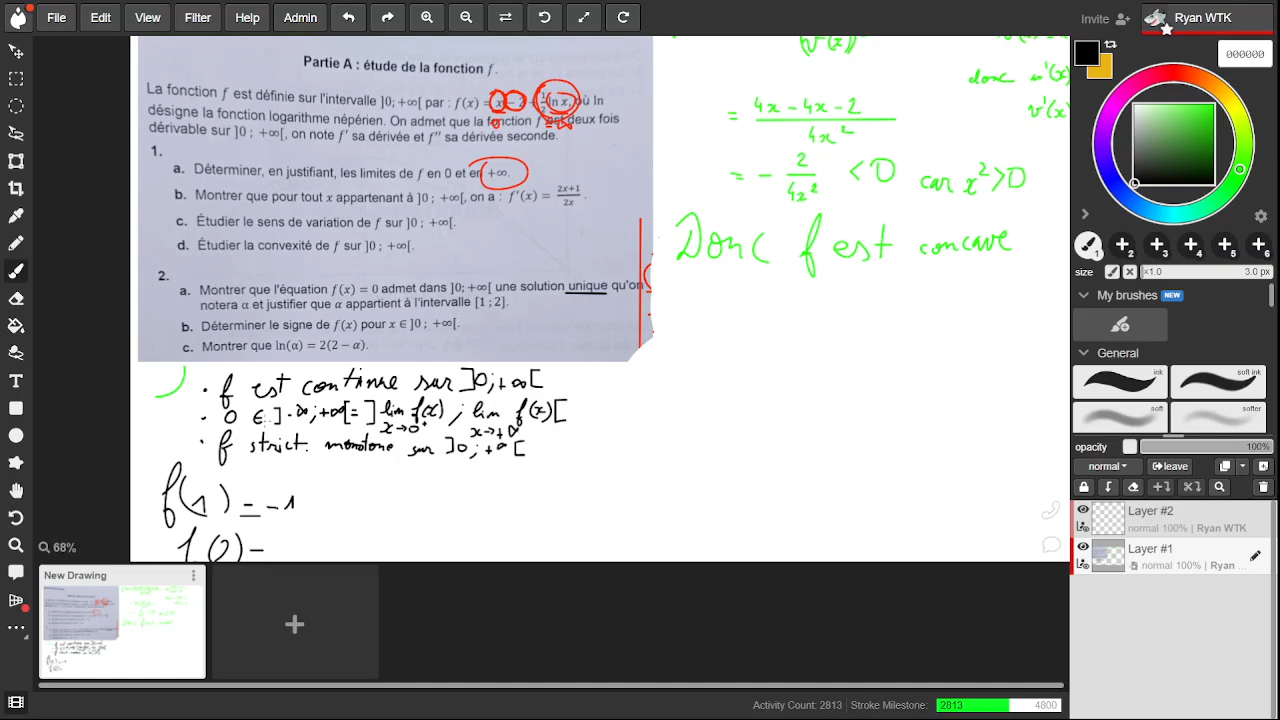 File Edit View Filter Help Admin
Invite Ryan WTK
Partie A : étude de la fonction f.
La fonction f est définie sur l'intervalle ]0; +∞[ par : f(x) = x − 2 + ½ ln x, où ln
désigne la fonction logarithme népérien. On admet que la fonction f est deux fois
dérivable sur ]0 ; +∞[, on note f' sa dérivée et f'' sa dérivée seconde.
1.
a. Déterminer, en justifiant, les limites de f en 0 et en +∞.
b. Montrer que pour tout x appartenant à ]0 ; +∞[, on a : f'(x) = 2x+1/2x .
c. Étudier le sens de variation de f sur ]0 ; +∞[.
d. Étudier la convexité de f sur ]0 ; +∞[.
2.
a. Montrer que l'équation f(x) = 0 admet dans ]0; +∞[ une solution unique qu'on
notera α et justifier que α appartient à l'intervalle [1 ; 2].
b. Déterminer le signe de f(x) pour x ∈ ]0 ; +∞[.
c. Montrer que ln(α) = 2(2 − α).
donc u'(x)
v'(x)
= 4x − 4x − 2 / 4x²
= − 2/4x² < 0 car x² > 0
Donc f est concave
· f est continue sur ]0 ; +∞[
· 0 ∈ ]-∞; +∞[ = ] lim f(x) ; lim f(x) [
x→0⁺ x→+∞
· f strict. monotone sur ]0 ; +∞[
f(1) = -1
f(2) =
68%
New Drawing
000000
1 2 3 4 5 6
size x1.0 3.0 px
My brushes NEW
General
ink soft ink
soft softer
opacity 100%
normal leave
Layer #2
normal 100% | Ryan WTK
Layer #1
normal 100% | Ryan ...
Activity Count: 2813 Stroke Milestone: 2813 4800